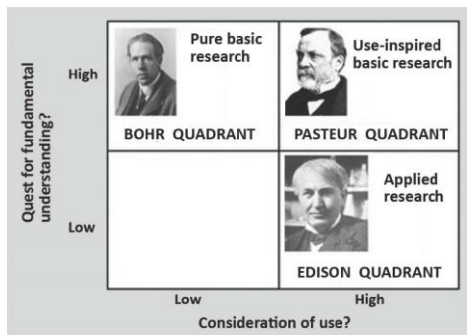 Quest for fundamental
understanding?
High
Low
Pure basic
research
BOHR QUADRANT
Use-inspired
basic research
PASTEUR QUADRANT
Applied
research
EDISON QUADRANT
Low
High
Consideration of use?